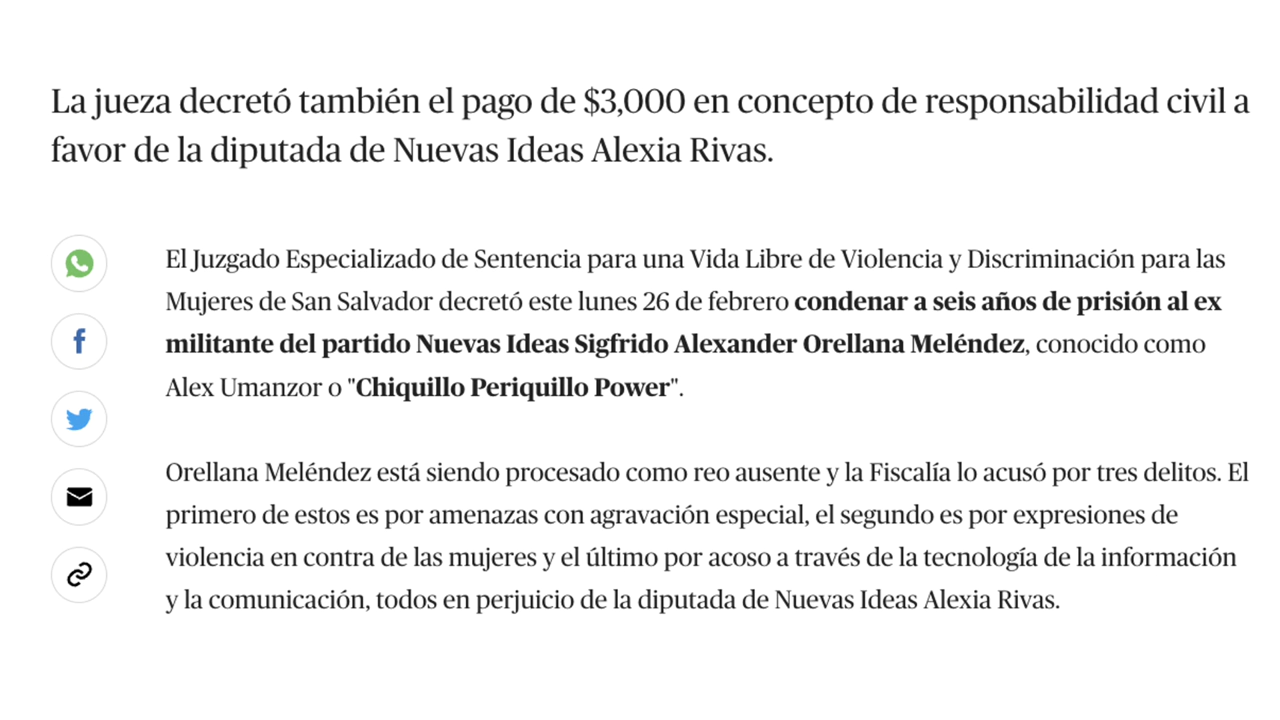 La jueza decretó también el pago de $3,000 en concepto de responsabilidad civil a
favor de la diputada de Nuevas Ideas Alexia Rivas.
El Juzgado Especializado de Sentencia para una Vida Libre de Violencia y Discriminación para las
Mujeres de San Salvador decretó este lunes 26 de febrero condenar a seis años de prisión al ex
militante del partido Nuevas Ideas Sigfrido Alexander Orellana Meléndez, conocido como
Alex Umanzor o "Chiquillo Periquillo Power".
Orellana Meléndez está siendo procesado como reo ausente y la Fiscalía lo acusó por tres delitos. El
primero de estos es por amenazas con agravación especial, el segundo es por expresiones de
violencia en contra de las mujeres y el último por acoso a través de la tecnología de la información
y la comunicación, todos en perjuicio de la diputada de Nuevas Ideas Alexia Rivas.